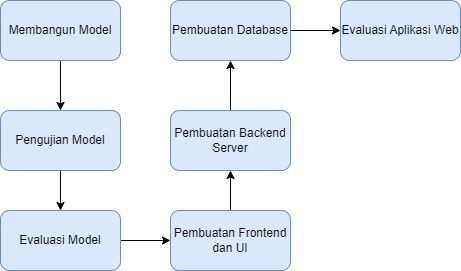 Membangun Model
Pengujian Model
Evaluasi Model
Pembuatan Frontend
dan UI
Pembuatan Backend
Server
Pembuatan Database
Evaluasi Aplikasi Web